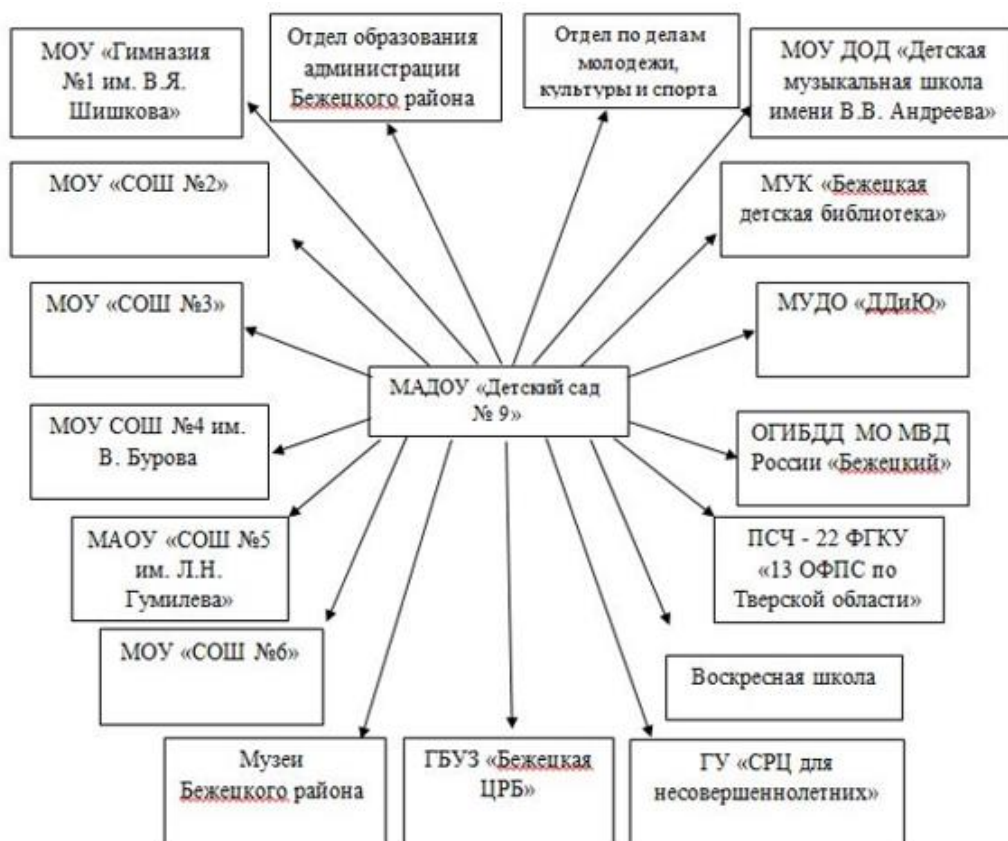 МОУ «Гимназия
№1 им. В.Я.
Шишкова»
Отдел образования
администрации
Бежецкого района
Отдел по делам
молодежи,
культуры и спорта
МОУ ДОД «Детская
музыкальная школа
имени В.В. Андреева»
МОУ «СОШ №2»
МУК «Бежецкая
детская библиотека»
МОУ «СОШ №3»
МУДО «ДДиЮ»
МАДОУ «Детский сад
№ 9»
МОУ СОШ №4 им.
В. Бурова
ОГИБДД МО МВД
России «Бежецкий»
МАОУ «СОШ №5
им. Л.Н.
Гумилева»
ПСЧ - 22 ФГКУ
«13 ОФПС по
Тверской области»
МОУ «СОШ №6»
Воскресная школа
Музеи
Бежецкого района
ГБУЗ «Бежецкая
ЦРБ»
ГУ «СРЦ для
несовершеннолетних»